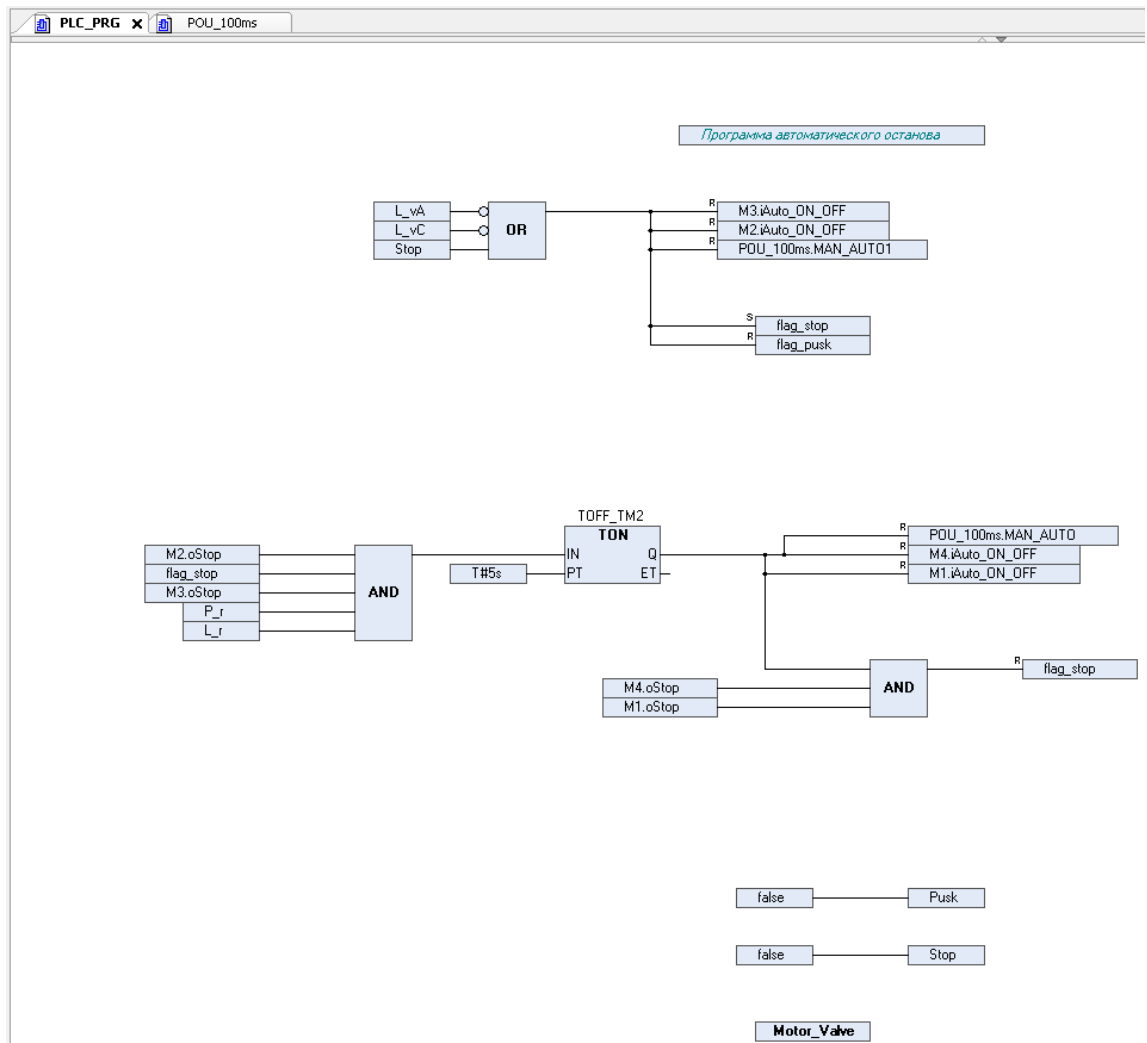 PLC_PRG
POU_100ms
Программа автоматического останова
L_vA
L_vC
Stop
OR
R M3.iAuto_ON_OFF
R M2.iAuto_ON_OFF
R POU_100ms.MAN_AUTO1
S flag_stop
R flag_pusk
M2.oStop
flag_stop
M3.oStop
P_r
L_r
AND
T#5s
TOFF_TM2
TON
IN Q
PT ET
R POU_100ms.MAN_AUTO
R M4.iAuto_ON_OFF
R M1.iAuto_ON_OFF
M4.oStop
M1.oStop
AND
R flag_stop
false Pusk
false Stop
Motor_Valve